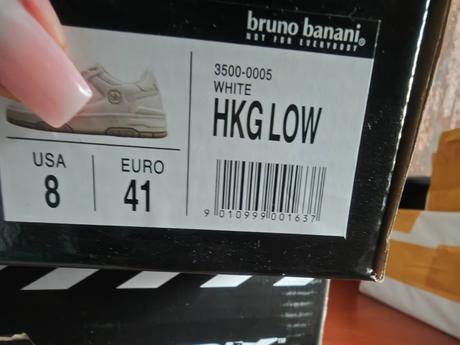 bruno banani®
NOT FOR EVERYBODY
3500-0005
WHITE
HKG LOW
USA EURO
8 41
9 010999 001637